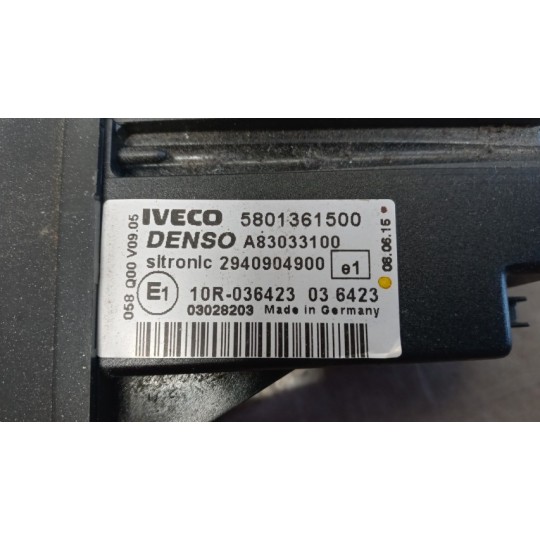 IVECO 5801361500
DENSO A83033100
sitronic 2940904900 e1
E1 10R-036423 03 6423
03028203 Made in Germany
058 Q00 V09.05
08.06.15